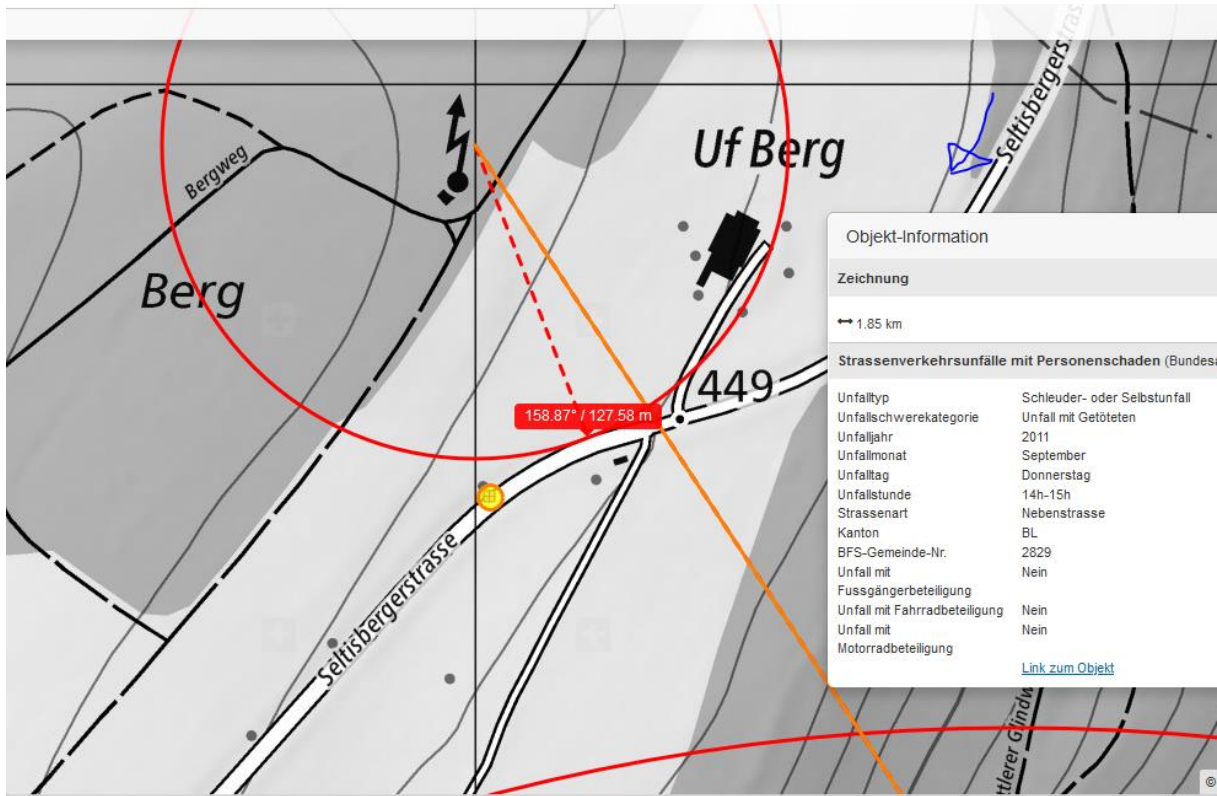 Seltisbergerstrasse
Uf Berg
Bergweg
Berg
449
158.87° / 127.58 m
Seltisbergerstrasse
Objekt-Information
Zeichnung
1.85 km
Strassenverkehrsunfälle mit Personenschaden (Bundesa
Unfalltyp Schleuder- oder Selbstunfall
Unfallschwerekategorie Unfall mit Getöteten
Unfalljahr 2011
Unfallmonat September
Unfalltag Donnerstag
Unfallstunde 14h-15h
Strassenart Nebenstrasse
Kanton BL
BFS-Gemeinde-Nr. 2829
Unfall mit Nein
Fussgängerbeteiligung
Unfall mit Fahrradbeteiligung Nein
Unfall mit Nein
Motorradbeteiligung
Link zum Objekt
ttlerer Glindw
©